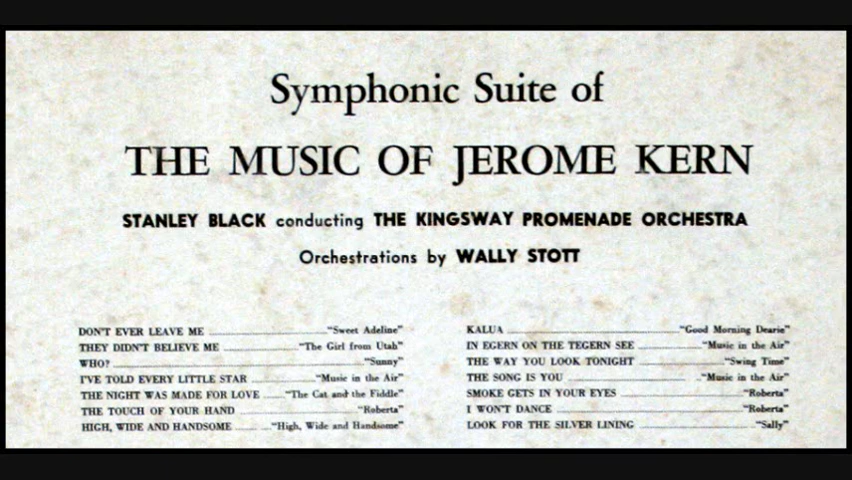 Symphonic Suite of
THE MUSIC OF JEROME KERN
STANLEY BLACK conducting THE KINGSWAY PROMENADE ORCHESTRA
Orchestrations by WALLY STOTT
DON'T EVER LEAVE ME "Sweet Adeline"
THEY DIDN'T BELIEVE ME "The Girl from Utah"
WHO? "Sunny"
I'VE TOLD EVERY LITTLE STAR "Music in the Air"
THE NIGHT WAS MADE FOR LOVE "The Cat and the Fiddle"
THE TOUCH OF YOUR HAND "Roberta"
HIGH, WIDE AND HANDSOME "High, Wide and Handsome"
KALUA "Good Morning Dearie"
IN EGERN ON THE TEGERN SEE "Music in the Air"
THE WAY YOU LOOK TONIGHT "Swing Time"
THE SONG IS YOU "Music in the Air"
SMOKE GETS IN YOUR EYES "Roberta"
I WON'T DANCE "Roberta"
LOOK FOR THE SILVER LINING "Sally"